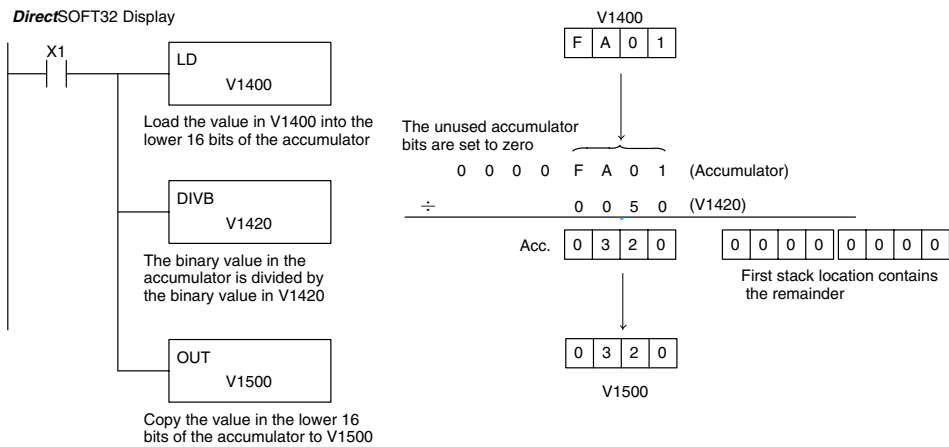 DirectSOFT32 Display
X1
LD
V1400
Load the value in V1400 into the
lower 16 bits of the accumulator
DIVB
V1420
The binary value in the
accumulator is divided by
the binary value in V1420
OUT
V1500
Copy the value in the lower 16
bits of the accumulator to V1500
V1400
F A 0 1
The unused accumulator
bits are set to zero
0 0 0 0 F A 0 1 (Accumulator)
÷ 0 0 5 0 (V1420)
Acc. 0 3 2 0 0 0 0 0 0 0 0 0
First stack location contains
the remainder
0 3 2 0
V1500